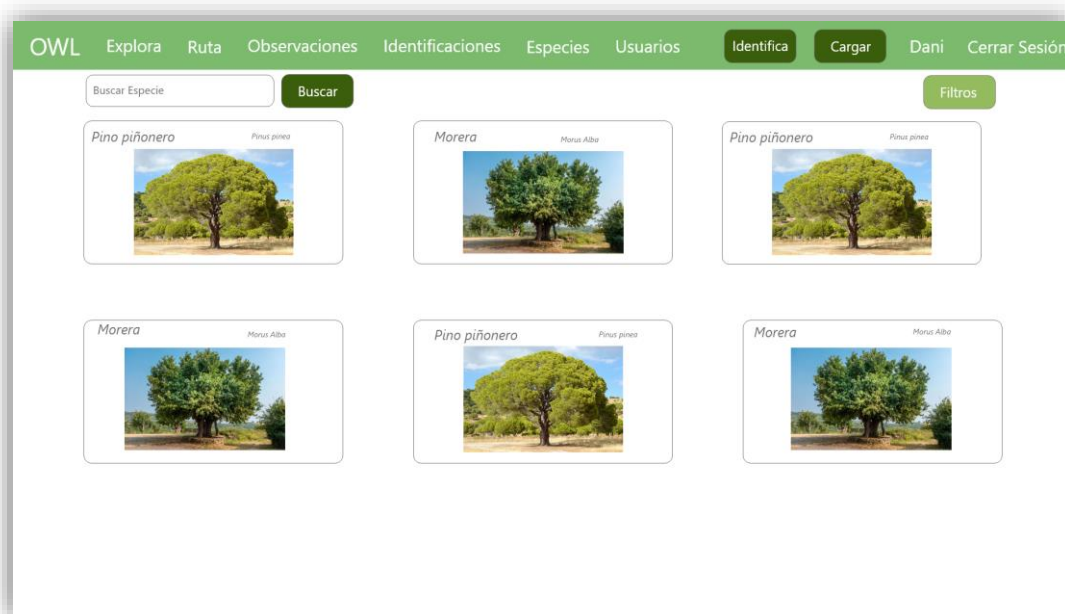 OWL Explora Ruta Observaciones Identificaciones Especies Usuarios Identifica Cargar Dani Cerrar Sesión
Buscar Especie Buscar Filtros
Pino piñonero Pinus pinea
Morera Morus Alba
Pino piñonero Pinus pinea
Morera Morus Alba
Pino piñonero Pinus pinea
Morera Morus Alba